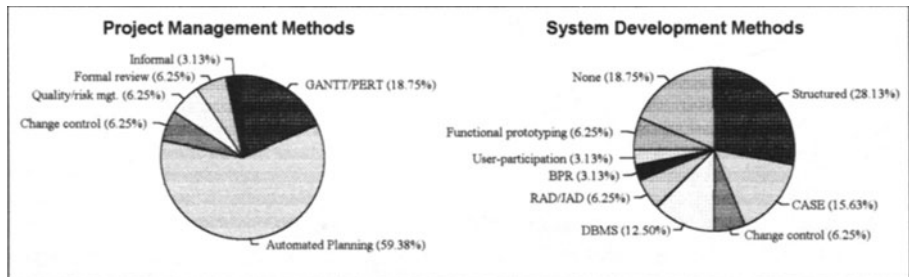 Project Management Methods
Informal (3.13%)
Formal review (6.25%)
Quality/risk mgt. (6.25%)
Change control (6.25%)
GANTT/PERT (18.75%)
Automated Planning (59.38%)
System Development Methods
None (18.75%)
Structured (28.13%)
Functional prototyping (6.25%)
User-participation (3.13%)
BPR (3.13%)
RAD/JAD (6.25%)
CASE (15.63%)
DBMS (12.50%)
Change control (6.25%)